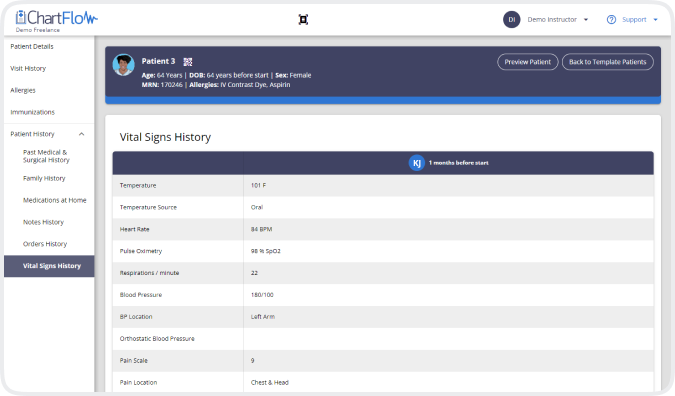 ChartFlow
Demo Freelance
DI Demo Instructor Support
Patient Details
Visit History
Allergies
Immunizations
Patient History
Past Medical &
Surgical History
Family History
Medications at Home
Notes History
Orders History
Vital Signs History
Patient 3
Age: 64 Years | DOB: 64 years before start | Sex: Female
MRN: 170246 | Allergies: IV Contrast Dye, Aspirin
Preview Patient Back to Template Patients
Vital Signs History
KJ 1 months before start
Temperature 101 F
Temperature Source Oral
Heart Rate 84 BPM
Pulse Oximetry 98 % SpO2
Respirations / minute 22
Blood Pressure 180/100
BP Location Left Arm
Orthostatic Blood Pressure
Pain Scale 9
Pain Location Chest & Head